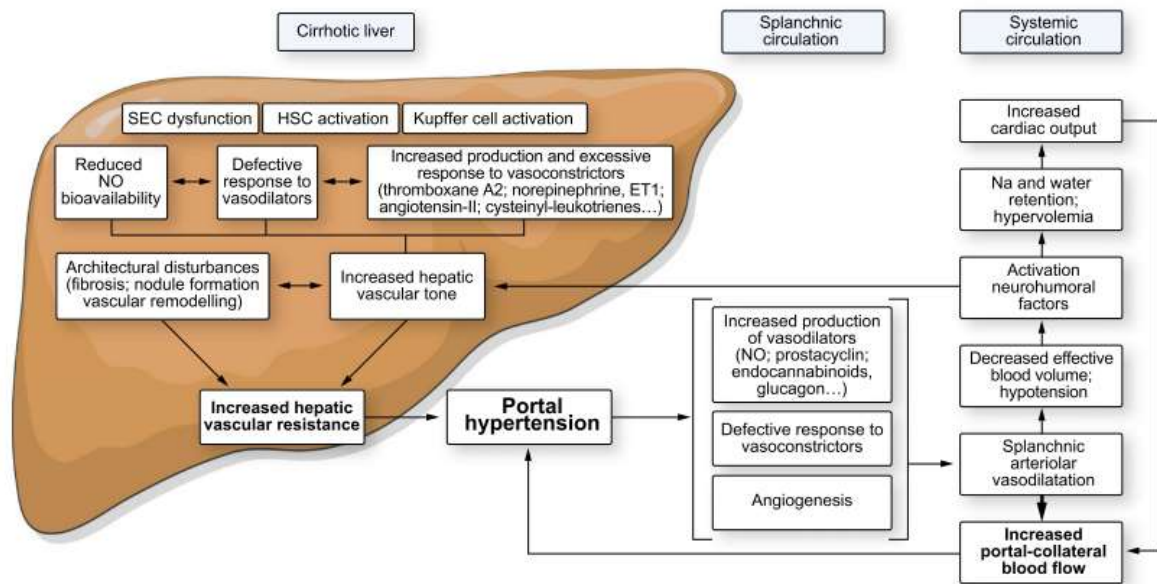 Cirrhotic liver
Splanchnic
circulation
Systemic
circulation
SEC dysfunction
HSC activation
Kupffer cell activation
Reduced
NO
bioavailability
Defective
response to
vasodilators
Increased production and excessive
response to vasoconstrictors
(thromboxane A2; norepinephrine, ET1;
angiotensin-II; cysteinyl-leukotrienes…)
Architectural disturbances
(fibrosis; nodule formation
vascular remodelling)
Increased hepatic
vascular tone
Increased hepatic
vascular resistance
Portal
hypertension
Increased production
of vasodilators
(NO; prostacyclin;
endocannabinoids,
glucagon…)
Defective response to
vasoconstrictors
Angiogenesis
Increased
cardiac output
Na and water
retention;
hypervolemia
Activation
neurohumoral
factors
Decreased effective
blood volume;
hypotension
Splanchnic
arteriolar
vasodilatation
Increased
portal-collateral
blood flow